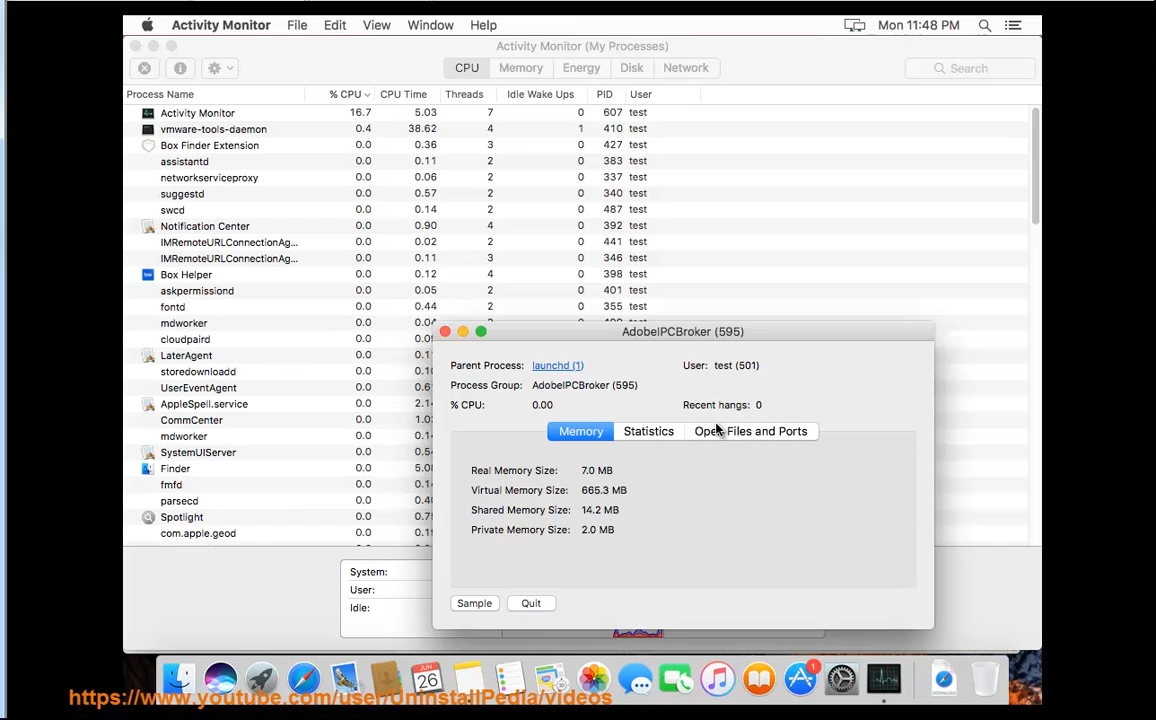 Activity Monitor File Edit View Window Help Mon 11:48 PM
Activity Monitor (My Processes)
CPU Memory Energy Disk Network Search
Process Name % CPU CPU Time Threads Idle Wake Ups PID User
Activity Monitor 16.7 5.03 7 0 607 test
vmware-tools-daemon 0.4 38.62 4 1 410 test
Box Finder Extension 0.0 0.36 3 0 427 test
assistantd 0.0 0.11 2 0 383 test
networkserviceproxy 0.0 0.06 2 0 337 test
suggestd 0.0 0.57 2 0 340 test
swcd 0.0 0.14 2 0 487 test
Notification Center 0.0 0.90 4 0 392 test
IMRemoteURLConnectionAg... 0.0 0.02 2 0 441 test
IMRemoteURLConnectionAg... 0.0 0.11 3 0 346 test
box Box Helper 0.0 0.12 4 0 398 test
askpermissiond 0.0 0.05 2 0 401 test
fontd 0.0 0.44 2 0 355 test
mdworker 0.0 0.04
cloudpaird 0.0
LaterAgent 0.0
storedownloadd 0.0
UserEventAgent 0.0
AppleSpell.service 0.0 2.14
CommCenter 0.0
mdworker 0.0
SystemUIServer 0.0
Finder 0.0
fmfd 0.0
parsecd 0.0
Spotlight 0.0
com.apple.geod 0.0
AdobeIPCBroker (595)
Parent Process: launchd (1) User: test (501)
Process Group: AdobeIPCBroker (595)
% CPU: 0.00 Recent hangs: 0
Memory Statistics Open Files and Ports
Real Memory Size: 7.0 MB
Virtual Memory Size: 665.3 MB
Shared Memory Size: 14.2 MB
Private Memory Size: 2.0 MB
Sample Quit
System:
User:
Idle:
JUN
26
1
DOWNLOAD
https://www.youtube.com/user/UninstallPedia/videos